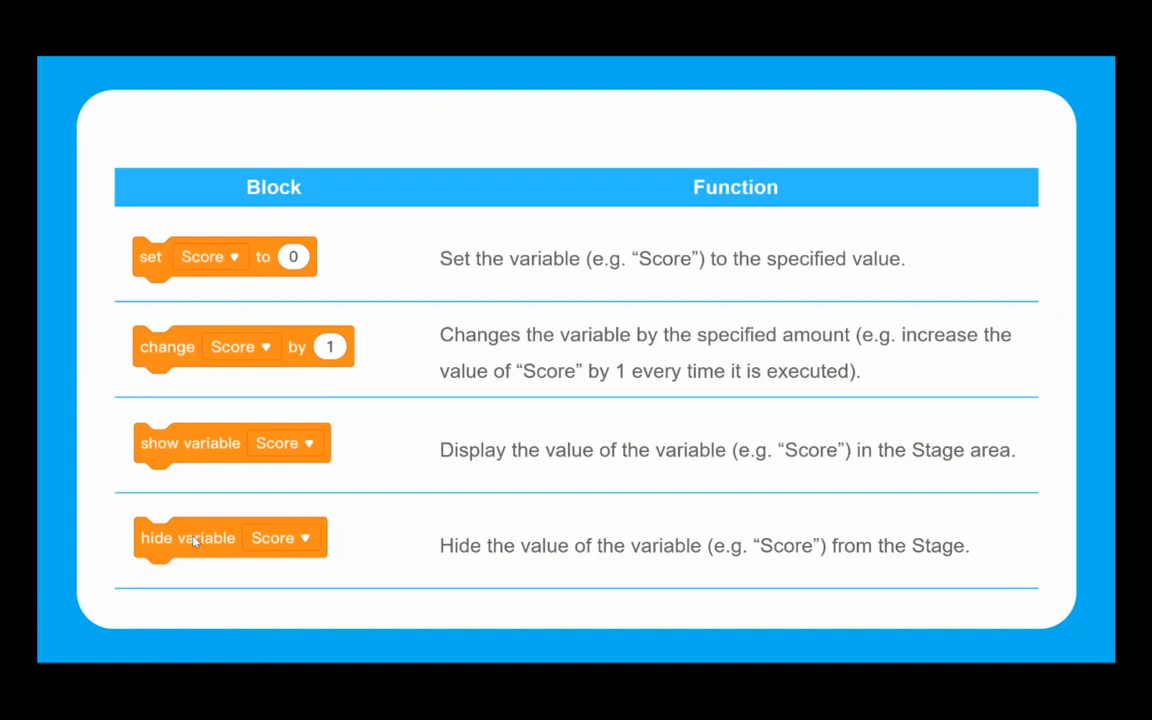 Block Function
set Score to 0
Set the variable (e.g. “Score”) to the specified value.
change Score by 1
Changes the variable by the specified amount (e.g. increase the
value of “Score” by 1 every time it is executed).
show variable Score
Display the value of the variable (e.g. “Score”) in the Stage area.
hide variable Score
Hide the value of the variable (e.g. “Score”) from the Stage.